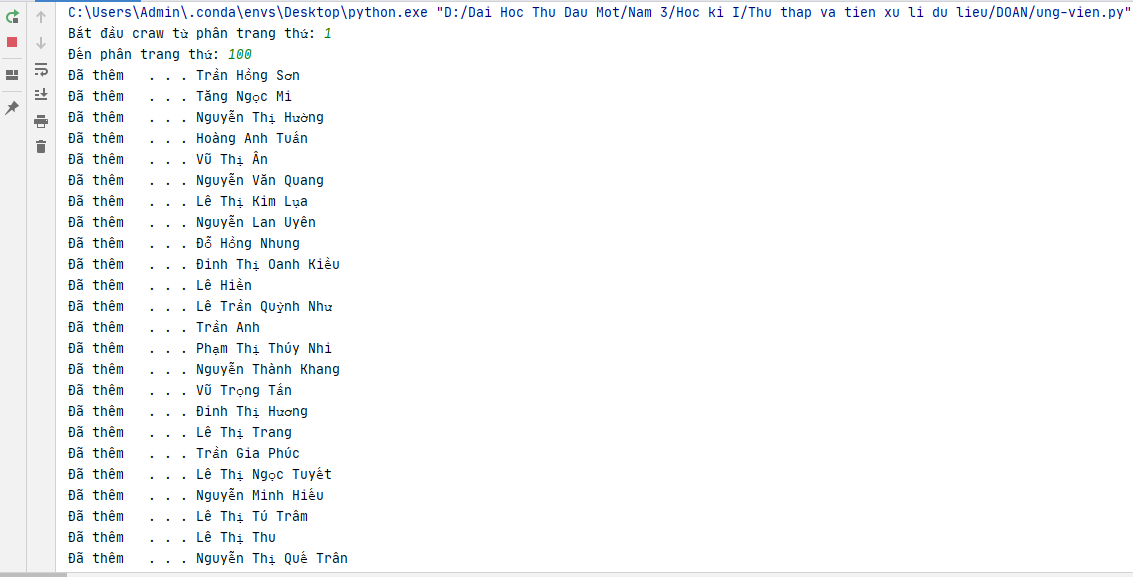 C:\Users\Admin\.conda\envs\Desktop\python.exe "D:/Dai Hoc Thu Dau Mot/Nam 3/Hoc ki I/Thu thap va tien xu li du lieu/DOAN/ung-vien.py"
Bắt đầu craw từ phân trang thứ: 1
Đến phân trang thứ: 100
Đã thêm . . . Trần Hồng Sơn
Đã thêm . . . Tăng Ngọc Mi
Đã thêm . . . Nguyễn Thị Hường
Đã thêm . . . Hoàng Anh Tuấn
Đã thêm . . . Vũ Thị Ân
Đã thêm . . . Nguyễn Văn Quang
Đã thêm . . . Lê Thị Kim Lụa
Đã thêm . . . Nguyễn Lan Uyên
Đã thêm . . . Đỗ Hồng Nhung
Đã thêm . . . Đinh Thị Oanh Kiều
Đã thêm . . . Lê Hiền
Đã thêm . . . Lê Trần Quỳnh Như
Đã thêm . . . Trần Anh
Đã thêm . . . Phạm Thị Thúy Nhi
Đã thêm . . . Nguyễn Thành Khang
Đã thêm . . . Vũ Trọng Tấn
Đã thêm . . . Đinh Thị Hương
Đã thêm . . . Lê Thị Trang
Đã thêm . . . Trần Gia Phúc
Đã thêm . . . Lê Thị Ngọc Tuyết
Đã thêm . . . Nguyễn Minh Hiếu
Đã thêm . . . Lê Thị Tú Trâm
Đã thêm . . . Lê Thị Thu
Đã thêm . . . Nguyễn Thị Quế Trân